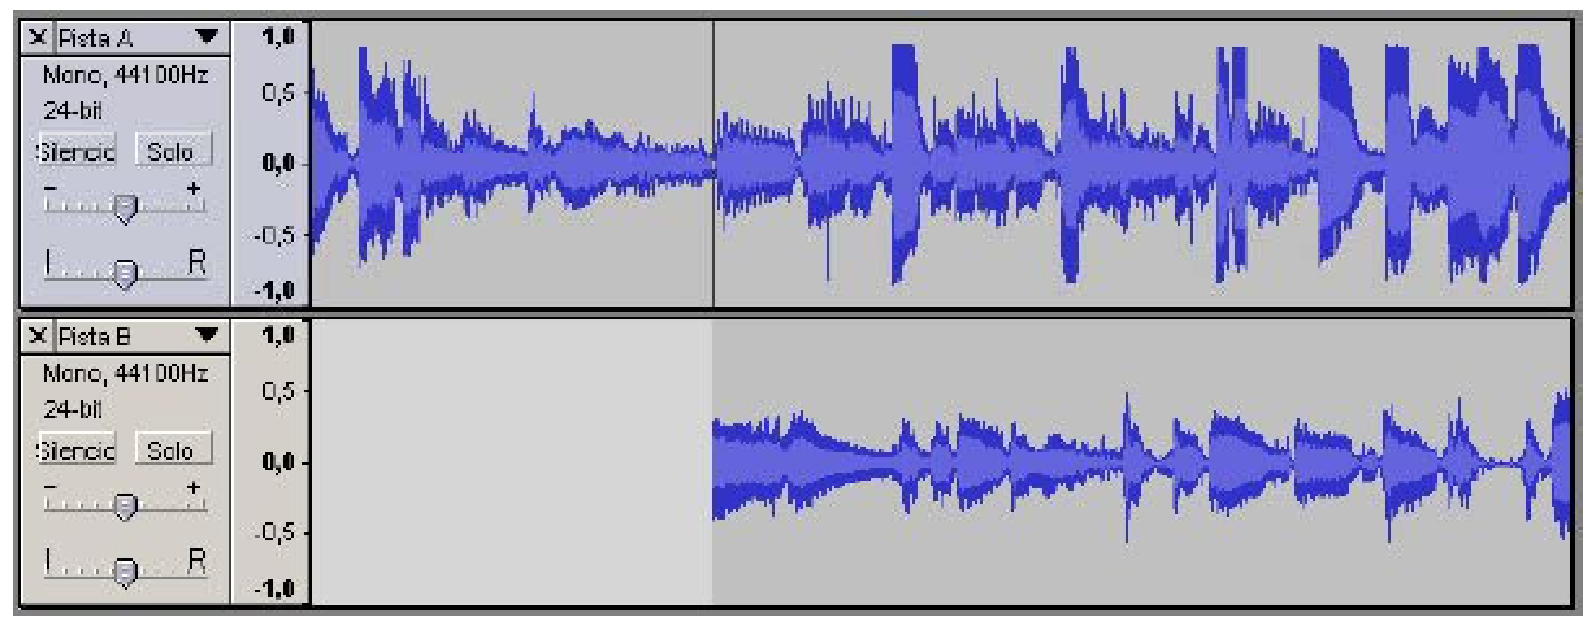 X Pista A
Mono, 44100Hz
24-bit
Silencio Solo
- +
L R
1,0
0,5
0,0
-0,5
-1,0
X Pista B
Mono, 44100Hz
24-bit
Silencio Solo
- +
L R
1,0
0,5
0,0
-0,5
-1,0